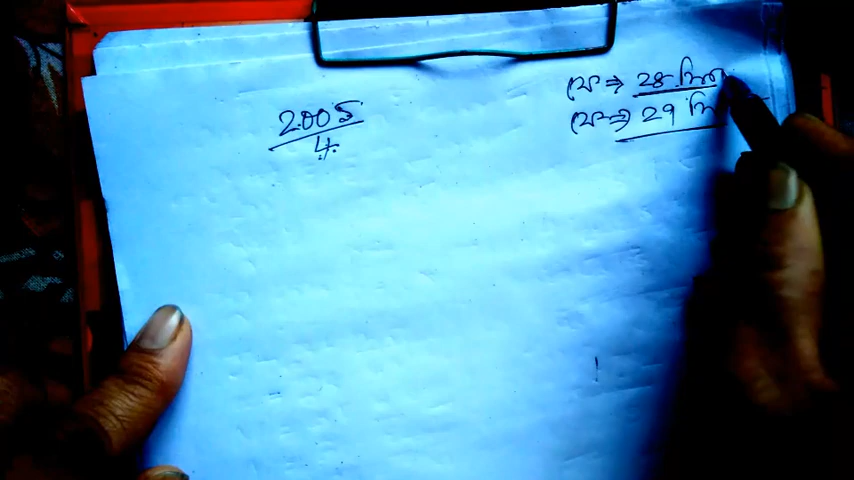 2005
4
ফে ⇒ 28 দিন
ফে ⇒ 29 দি